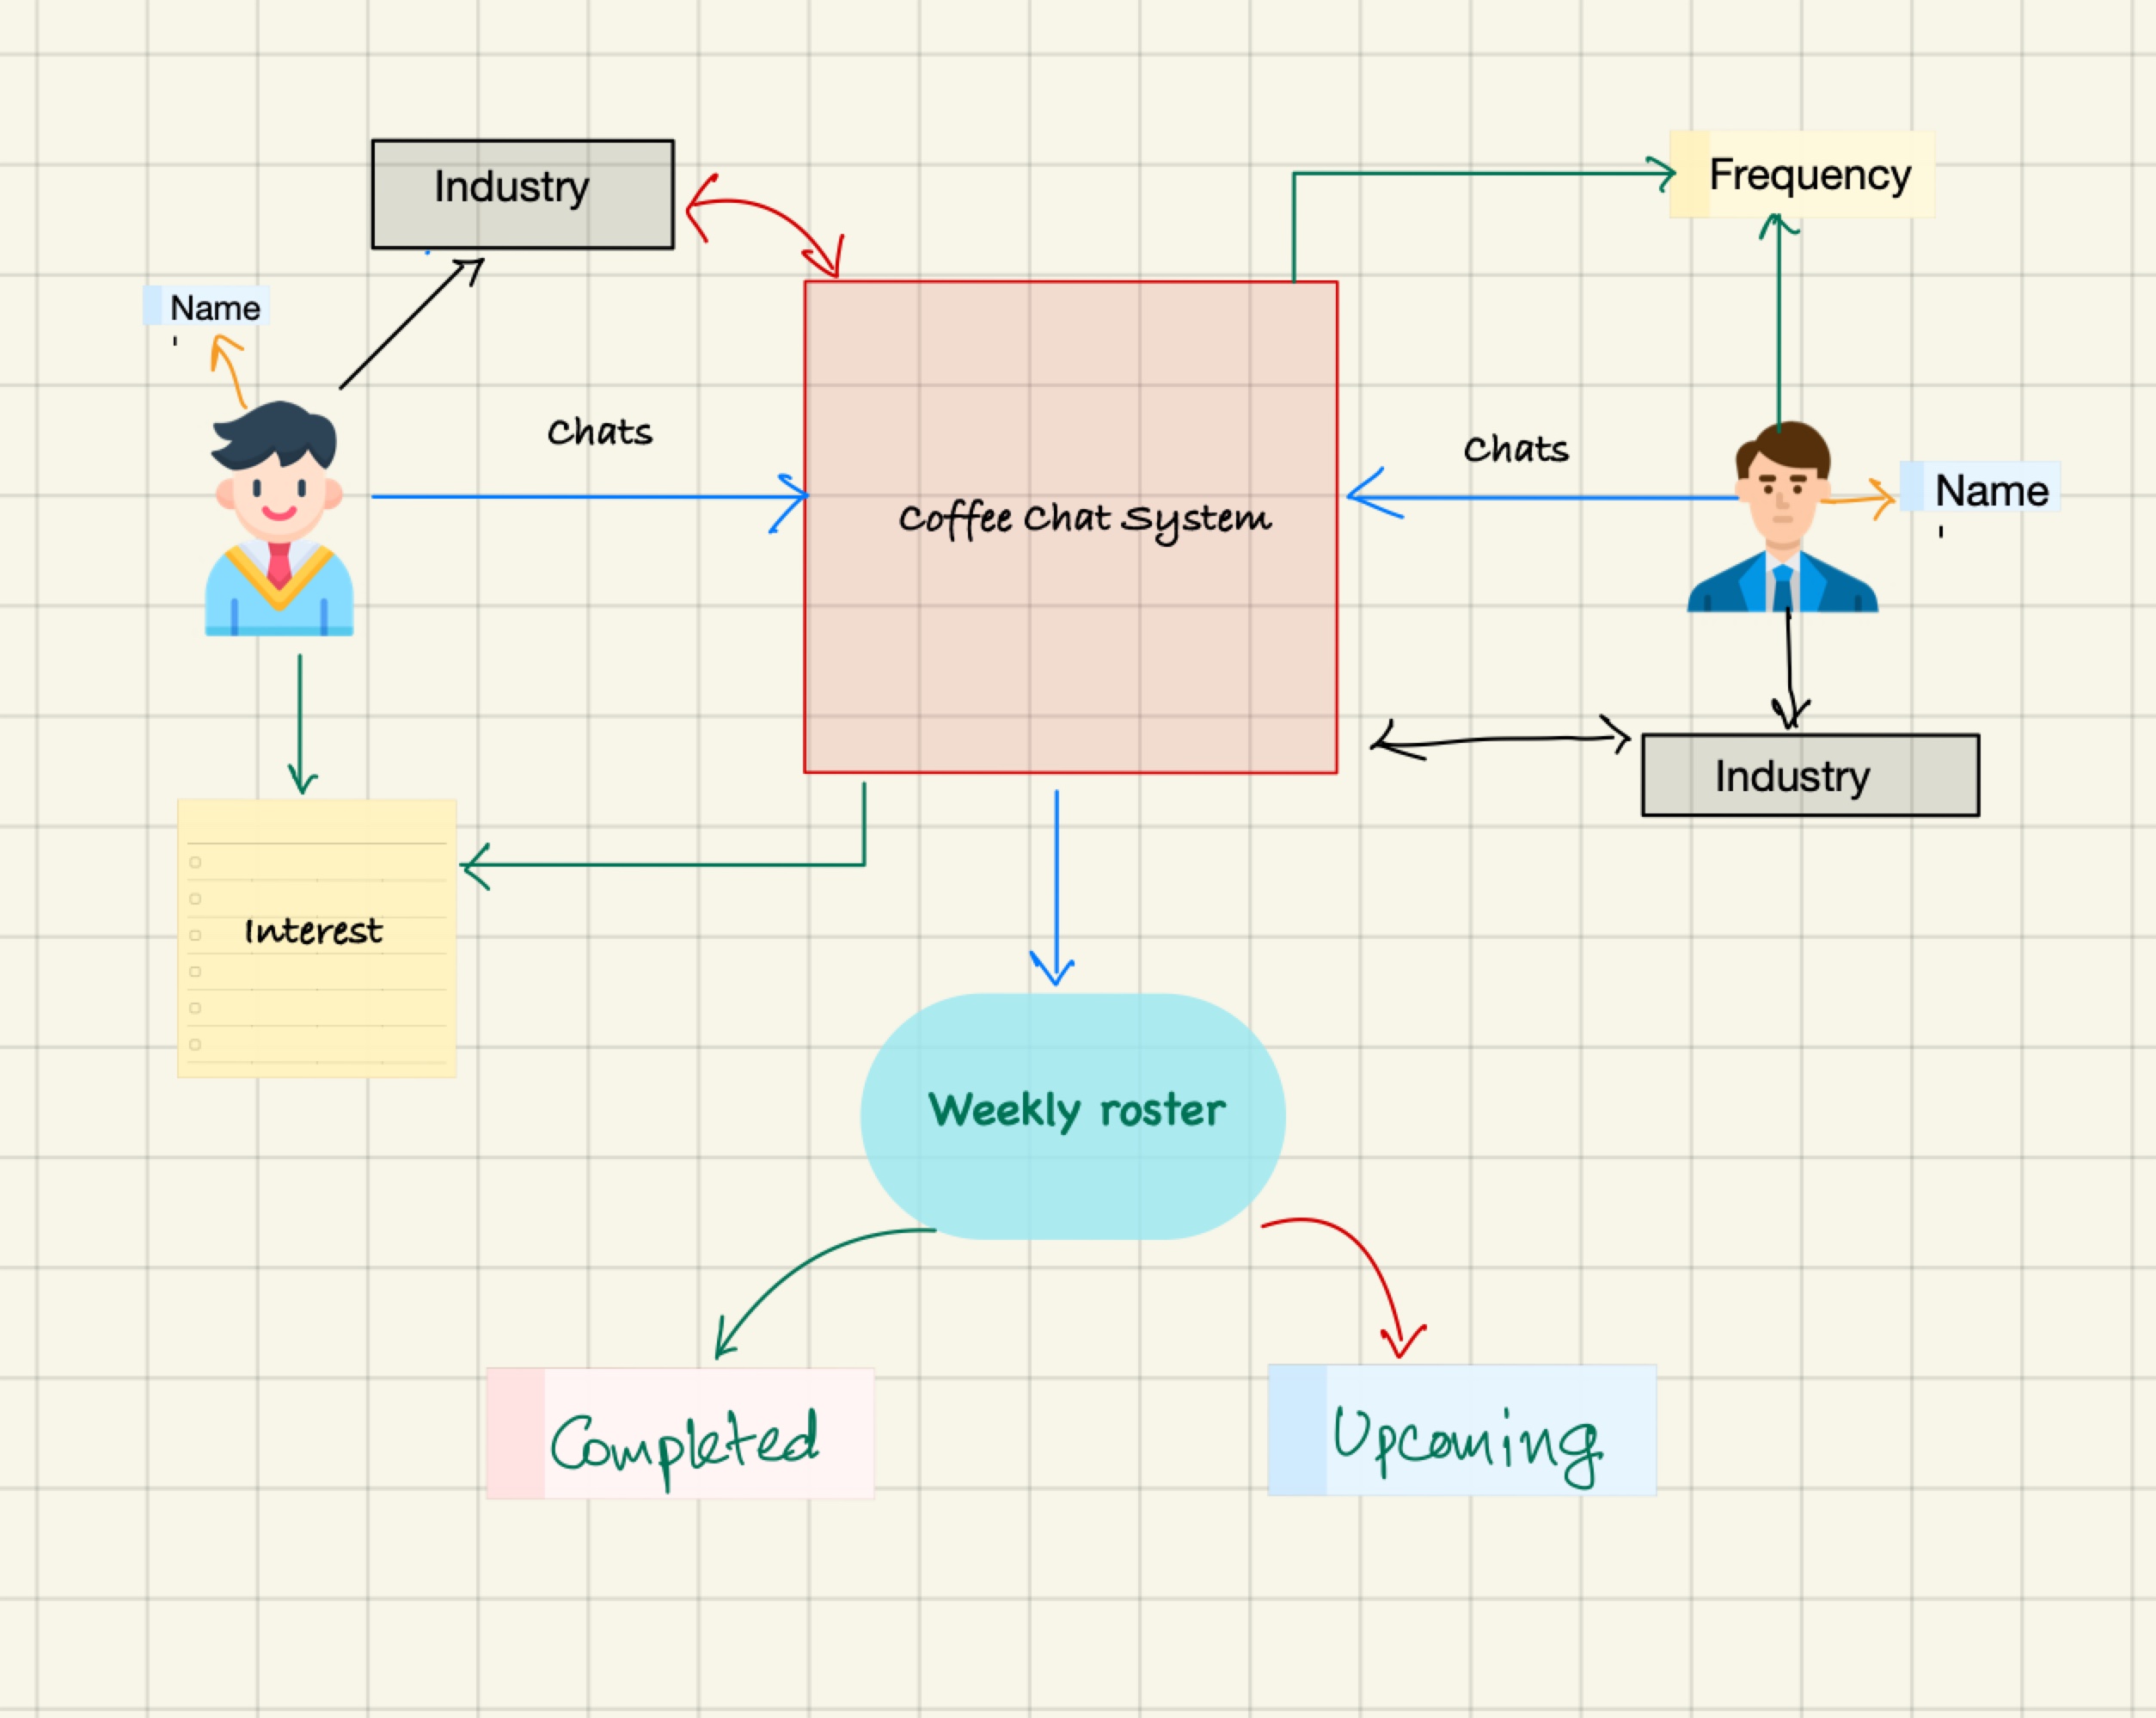 Industry
Frequency
Name
Chats
Chats
Name
Coffee Chat System
Industry
Interest
Weekly roster
Completed
Upcoming